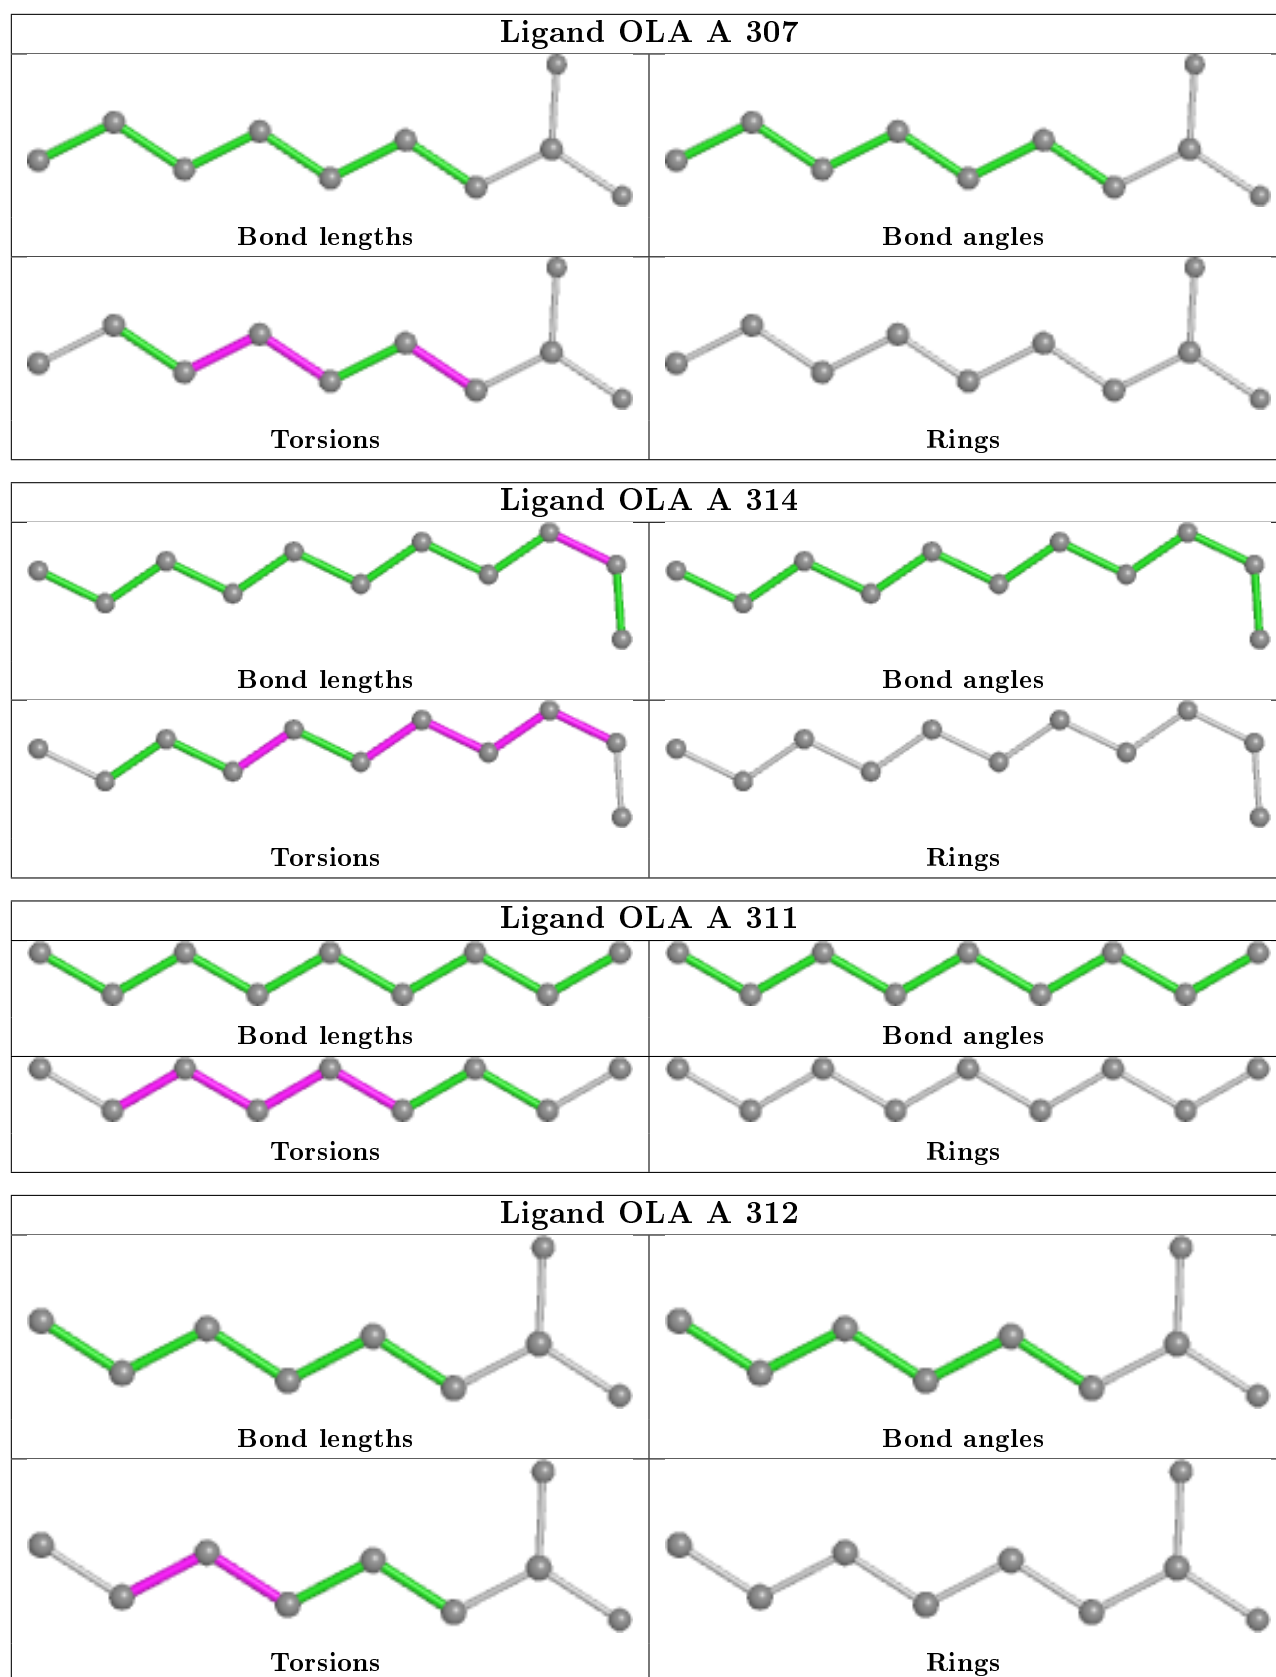 Ligand OLA A 307
Bond lengths
Bond angles
Torsions
Rings
Ligand OLA A 314
Bond lengths
Bond angles
Torsions
Rings
Ligand OLA A 311
Bond lengths
Bond angles
Torsions
Rings
Ligand OLA A 312
Bond lengths
Bond angles
Torsions
Rings